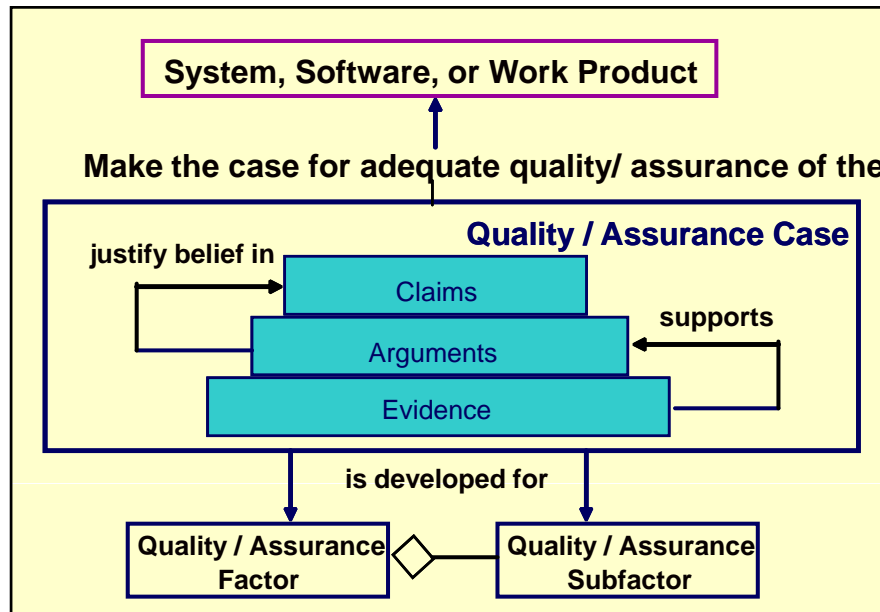 System, Software, or Work Product
Make the case for adequate quality/ assurance of the
Quality / Assurance Case
justify belief in
Claims
supports
Arguments
Evidence
is developed for
Quality / Assurance
Factor
Quality / Assurance
Subfactor